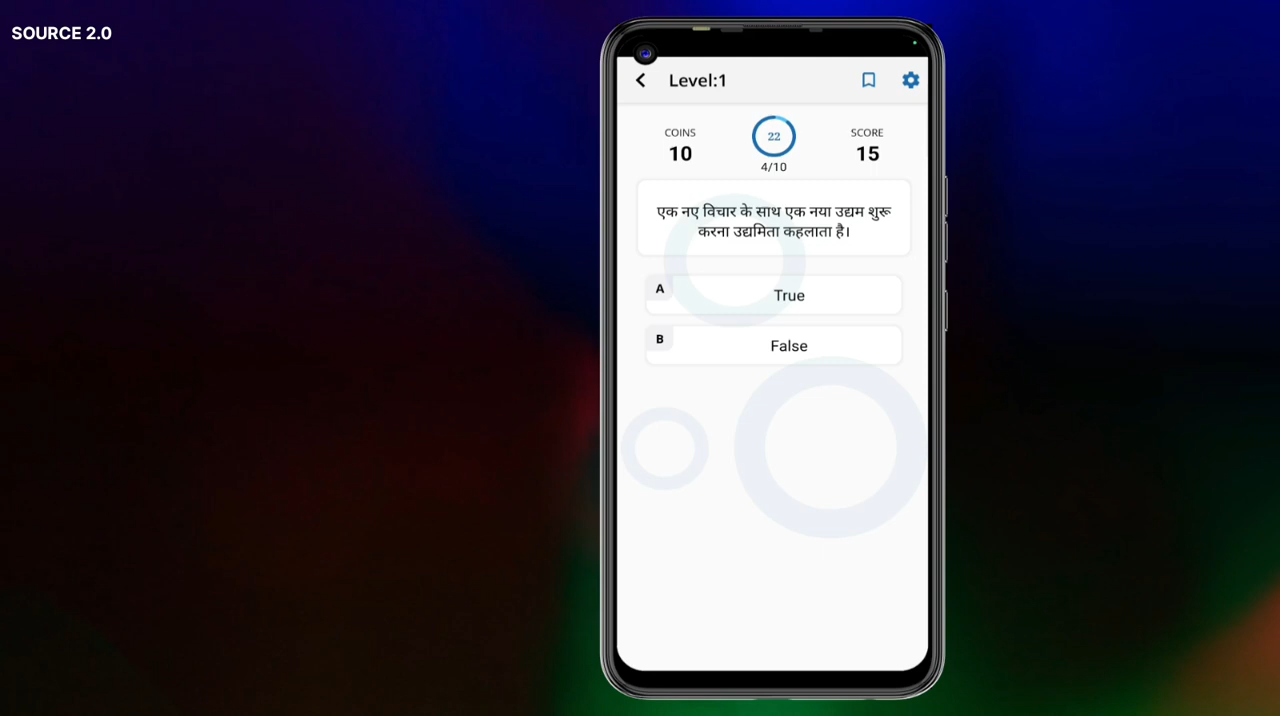 SOURCE 2.0
Level:1
COINS
10
22
4/10
SCORE
15
एक नए विचार के साथ एक नया उद्यम शुरू
करना उद्यमिता कहलाता है।
A
True
B
False